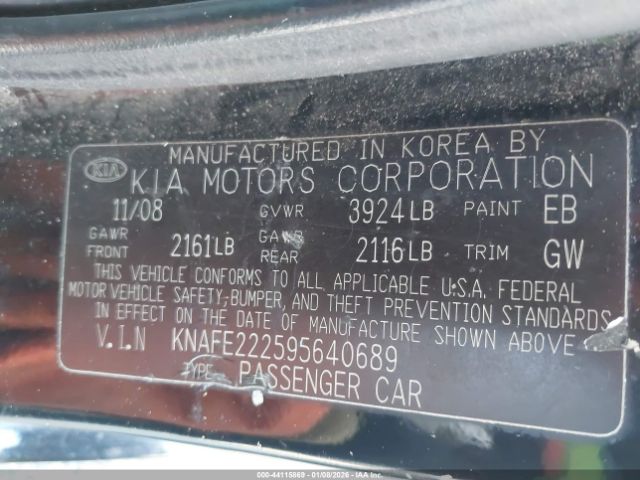 MANUFACTURED IN KOREA BY
KIA KIA MOTORS CORPORATION
11/08 GVWR 3924LB PAINT EB
GAWR FRONT 2161LB GAWR REAR 2116LB TRIM GW
THIS VEHICLE CONFORMS TO ALL APPLICABLE U.S.A. FEDERAL
MOTOR VEHICLE SAFETY, BUMPER, AND THEFT PREVENTION STANDARDS
IN EFFECT ON THE DATE OF MANUFACTURE SHOWN ABOVE.
V.I.N KNAFE222595640689
TYPE PASSENGER CAR
000-44115869 01/08/2026 IAA, LLC